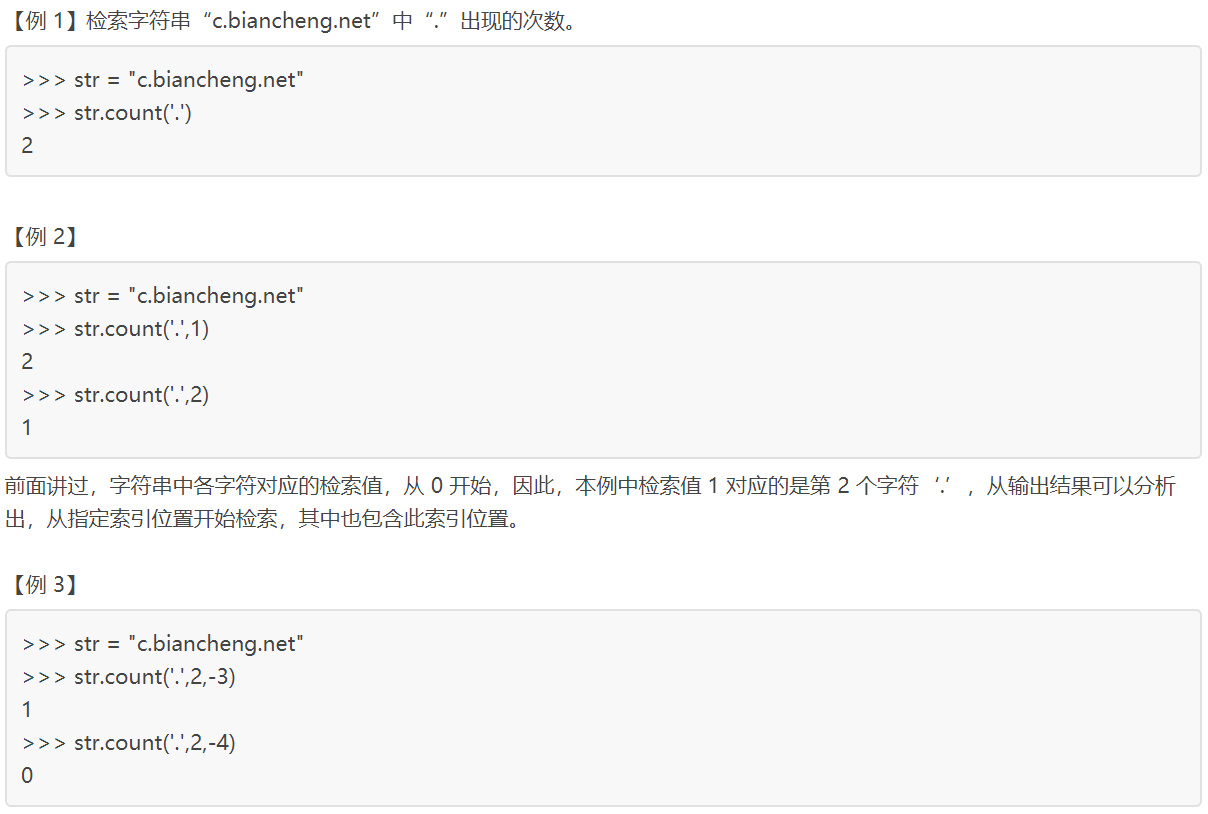 【例 1】检索字符串“c.biancheng.net”中“.”出现的次数。
>>> str = "c.biancheng.net"
>>> str.count('.')
2
【例 2】
>>> str = "c.biancheng.net"
>>> str.count('.',1)
2
>>> str.count('.',2)
1
前面讲过，字符串中各字符对应的检索值，从 0 开始，因此，本例中检索值 1 对应的是第 2 个字符‘.’，从输出结果可以分析
出，从指定索引位置开始检索，其中也包含此索引位置。
【例 3】
>>> str = "c.biancheng.net"
>>> str.count('.',2,-3)
1
>>> str.count('.',2,-4)
0